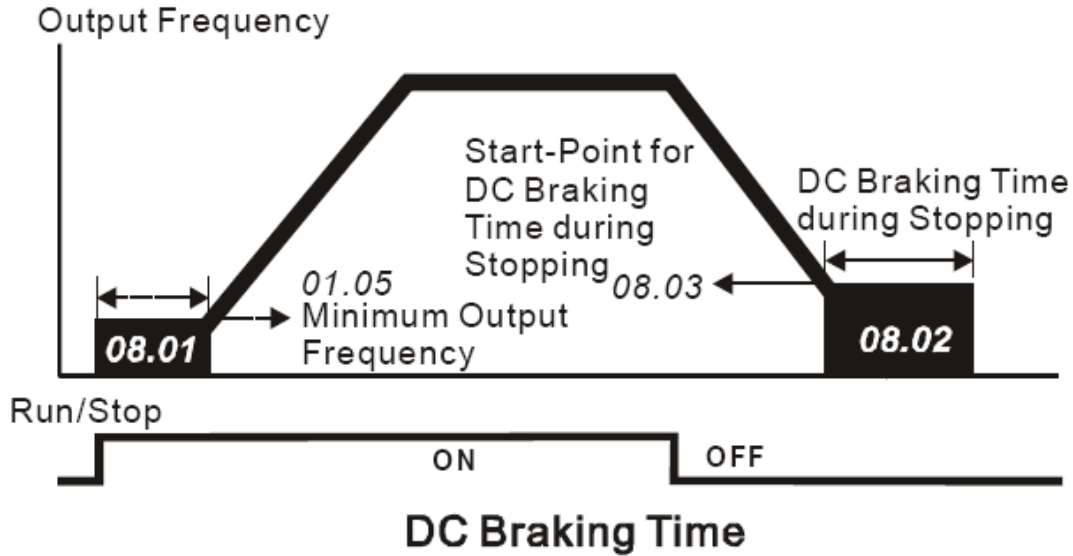 Output Frequency
Start-Point for
DC Braking
Time during
Stopping
08.03
DC Braking Time
during Stopping
01.05
Minimum Output
Frequency
08.01
08.02
Run/Stop
ON
OFF
DC Braking Time